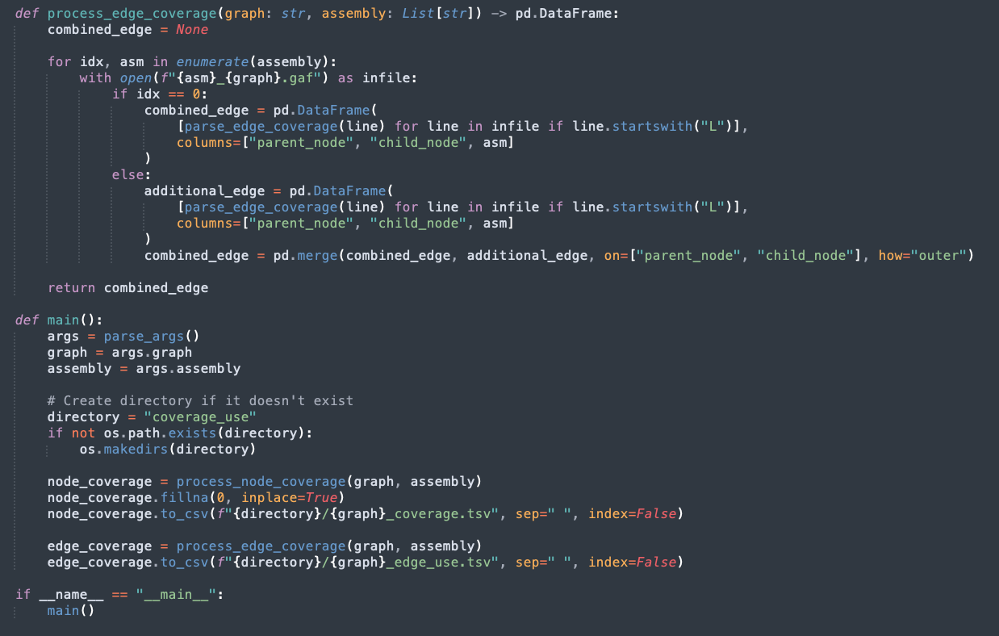 def process_edge_coverage(graph: str, assembly: List[str]) -> pd.DataFrame:
    combined_edge = None

    for idx, asm in enumerate(assembly):
        with open(f"{asm}_{graph}.gaf") as infile:
            if idx == 0:
                combined_edge = pd.DataFrame(
                    [parse_edge_coverage(line) for line in infile if line.startswith("L")],
                    columns=["parent_node", "child_node", asm]
                )
            else:
                additional_edge = pd.DataFrame(
                    [parse_edge_coverage(line) for line in infile if line.startswith("L")],
                    columns=["parent_node", "child_node", asm]
                )
                combined_edge = pd.merge(combined_edge, additional_edge, on=["parent_node", "child_node"], how="outer")

    return combined_edge

def main():
    args = parse_args()
    graph = args.graph
    assembly = args.assembly

    # Create directory if it doesn't exist
    directory = "coverage_use"
    if not os.path.exists(directory):
        os.makedirs(directory)

    node_coverage = process_node_coverage(graph, assembly)
    node_coverage.fillna(0, inplace=True)
    node_coverage.to_csv(f"{directory}/{graph}_coverage.tsv", sep=" ", index=False)

    edge_coverage = process_edge_coverage(graph, assembly)
    edge_coverage.to_csv(f"{directory}/{graph}_edge_use.tsv", sep=" ", index=False)

if __name__ == "__main__":
    main()